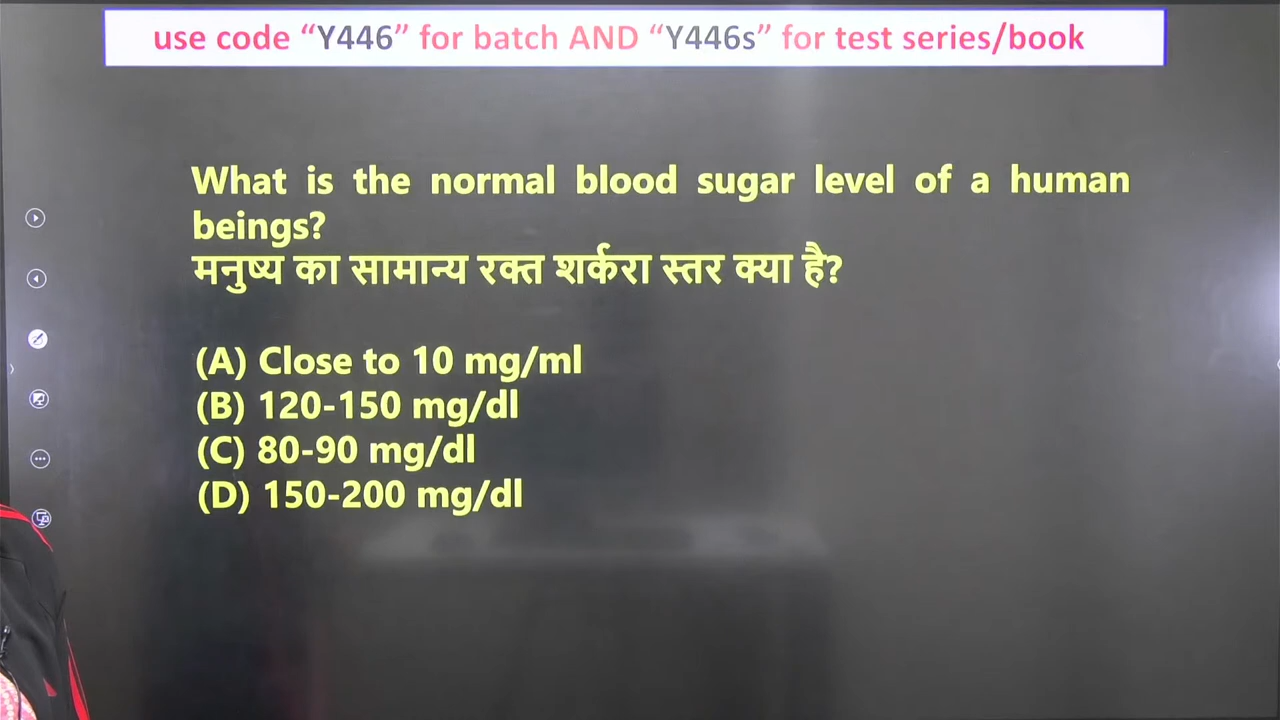 use code “Y446” for batch AND “Y446s” for test series/book
What is the normal blood sugar level of a human
beings?
मनुष्य का सामान्य रक्त शर्करा स्तर क्या है?
(A) Close to 10 mg/ml
(B) 120-150 mg/dl
(C) 80-90 mg/dl
(D) 150-200 mg/dl